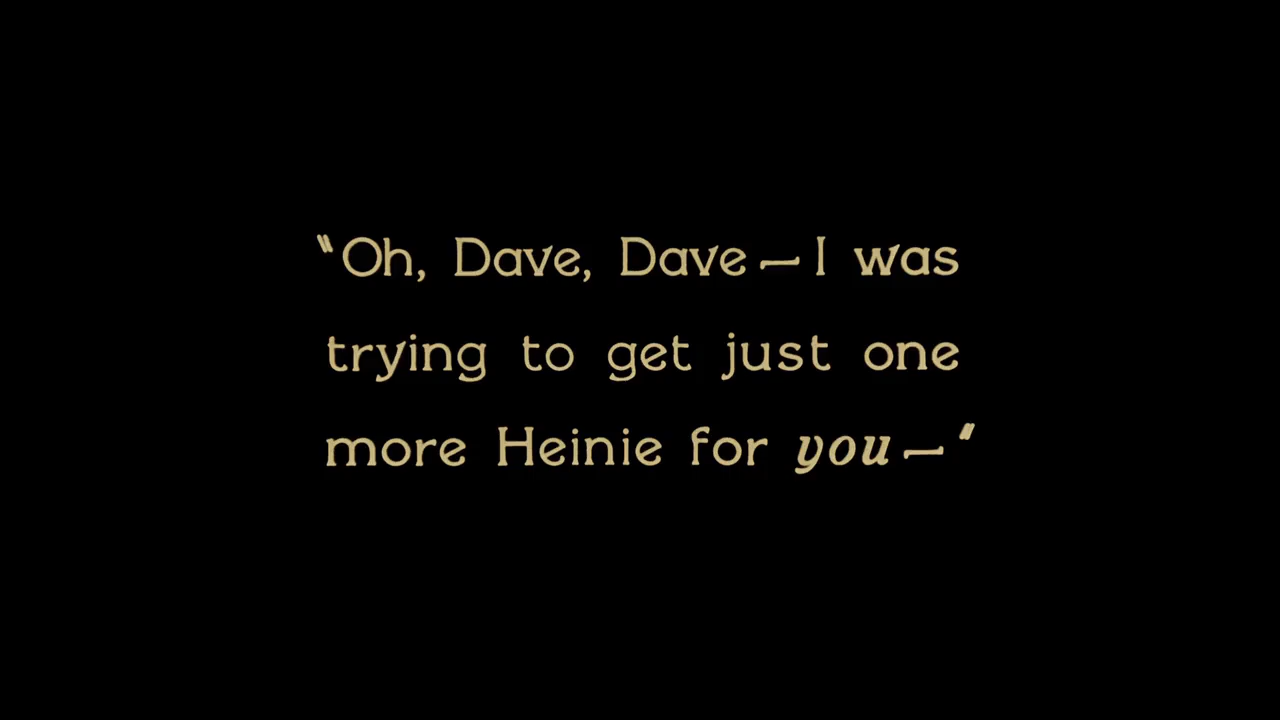 "Oh, Dave, Dave—I was
trying to get just one
more Heinie for you—"